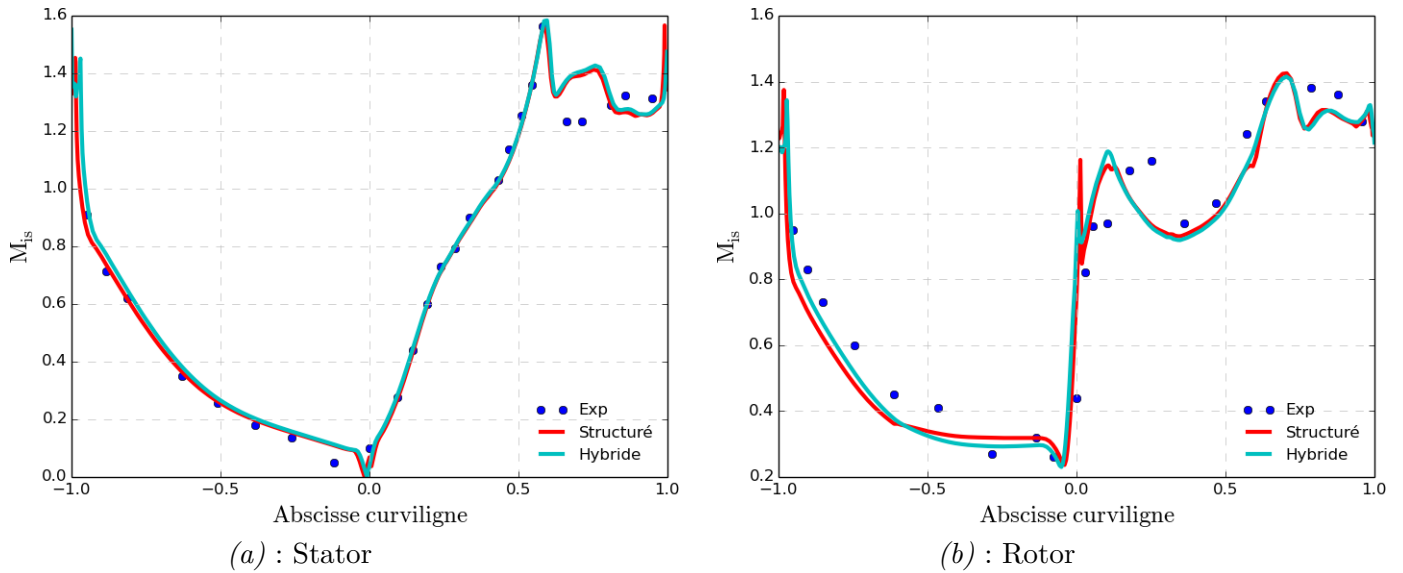 1.6
1.4
1.2
1.0
0.8
0.6
0.4
0.2
0.0
M_is
−1.0 −0.5 0.0 0.5 1.0
Abscisse curviligne
Exp
Structuré
Hybride
(a) : Stator
1.6
1.4
1.2
1.0
0.8
0.6
0.4
0.2
M_is
−1.0 −0.5 0.0 0.5 1.0
Abscisse curviligne
Exp
Structuré
Hybride
(b) : Rotor